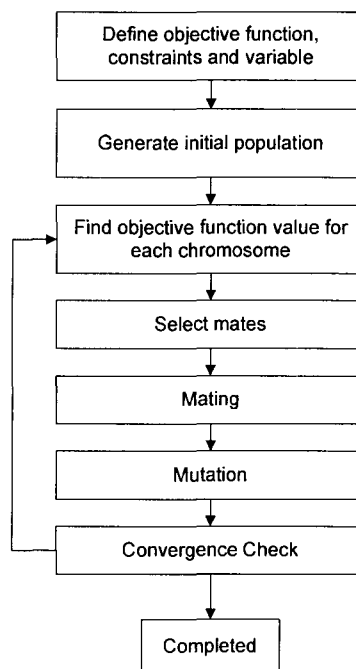 Define objective function,
constraints and variable
Generate initial population
Find objective function value for
each chromosome
Select mates
Mating
Mutation
Convergence Check
Completed